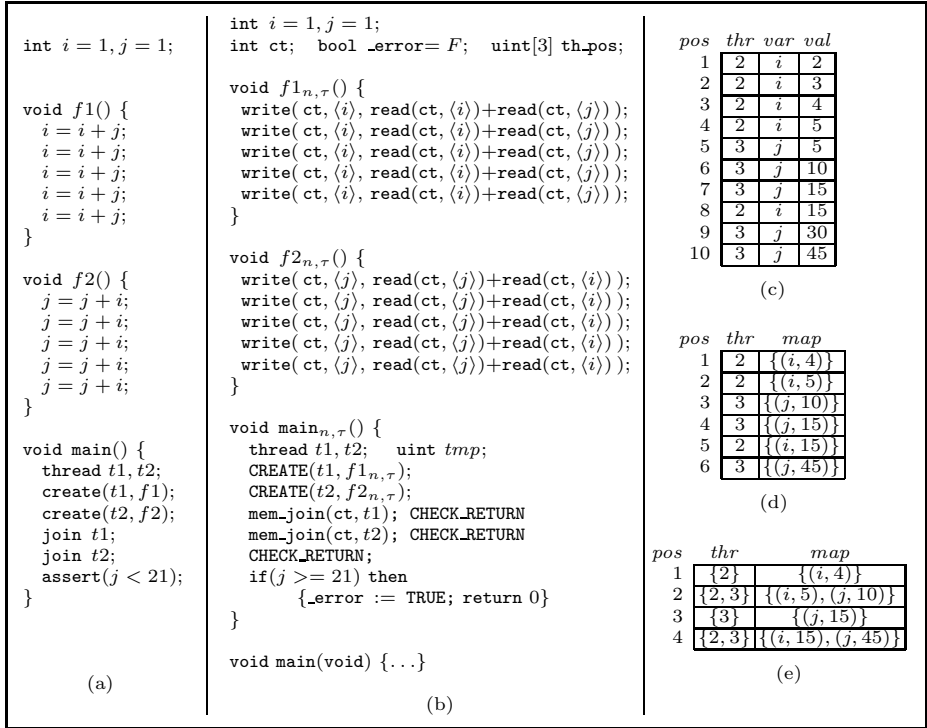 int i = 1, j = 1;
void f1() {
i = i + j;
i = i + j;
i = i + j;
i = i + j;
i = i + j;
}
void f2() {
j = j + i;
j = j + i;
j = j + i;
j = j + i;
j = j + i;
}
void main() {
thread t1, t2;
create(t1, f1);
create(t2, f2);
join t1;
join t2;
assert(j < 21);
}
(a)
int i = 1, j = 1;
int ct; bool _error= F; uint[3] th_pos;
void f1n,τ() {
write( ct, ⟨i⟩, read(ct, ⟨i⟩)+read(ct, ⟨j⟩) );
write( ct, ⟨i⟩, read(ct, ⟨i⟩)+read(ct, ⟨j⟩) );
write( ct, ⟨i⟩, read(ct, ⟨i⟩)+read(ct, ⟨j⟩) );
write( ct, ⟨i⟩, read(ct, ⟨i⟩)+read(ct, ⟨j⟩) );
write( ct, ⟨i⟩, read(ct, ⟨i⟩)+read(ct, ⟨j⟩) );
}
void f2n,τ() {
write( ct, ⟨j⟩, read(ct, ⟨j⟩)+read(ct, ⟨i⟩) );
write( ct, ⟨j⟩, read(ct, ⟨j⟩)+read(ct, ⟨i⟩) );
write( ct, ⟨j⟩, read(ct, ⟨j⟩)+read(ct, ⟨i⟩) );
write( ct, ⟨j⟩, read(ct, ⟨j⟩)+read(ct, ⟨i⟩) );
write( ct, ⟨j⟩, read(ct, ⟨j⟩)+read(ct, ⟨i⟩) );
}
void mainn,τ() {
thread t1, t2; uint tmp;
CREATE(t1, f1n,τ);
CREATE(t2, f2n,τ);
mem_join(ct, t1); CHECK_RETURN
mem_join(ct, t2); CHECK_RETURN
CHECK_RETURN;
if(j >= 21) then
{_error := TRUE; return 0}
}
void main(void) {...}
(b)
pos thr var val
1 2 i 2
2 2 i 3
3 2 i 4
4 2 i 5
5 3 j 5
6 3 j 10
7 3 j 15
8 2 i 15
9 3 j 30
10 3 j 45
(c)
pos thr map
1 2 {(i, 4)}
2 2 {(i, 5)}
3 3 {(j, 10)}
4 3 {(j, 15)}
5 2 {(i, 15)}
6 3 {(j, 45)}
(d)
pos thr map
1 {2} {(i, 4)}
2 {2, 3} {(i, 5), (j, 10)}
3 {3} {(j, 15)}
4 {2, 3} {(i, 15), (j, 45)}
(e)